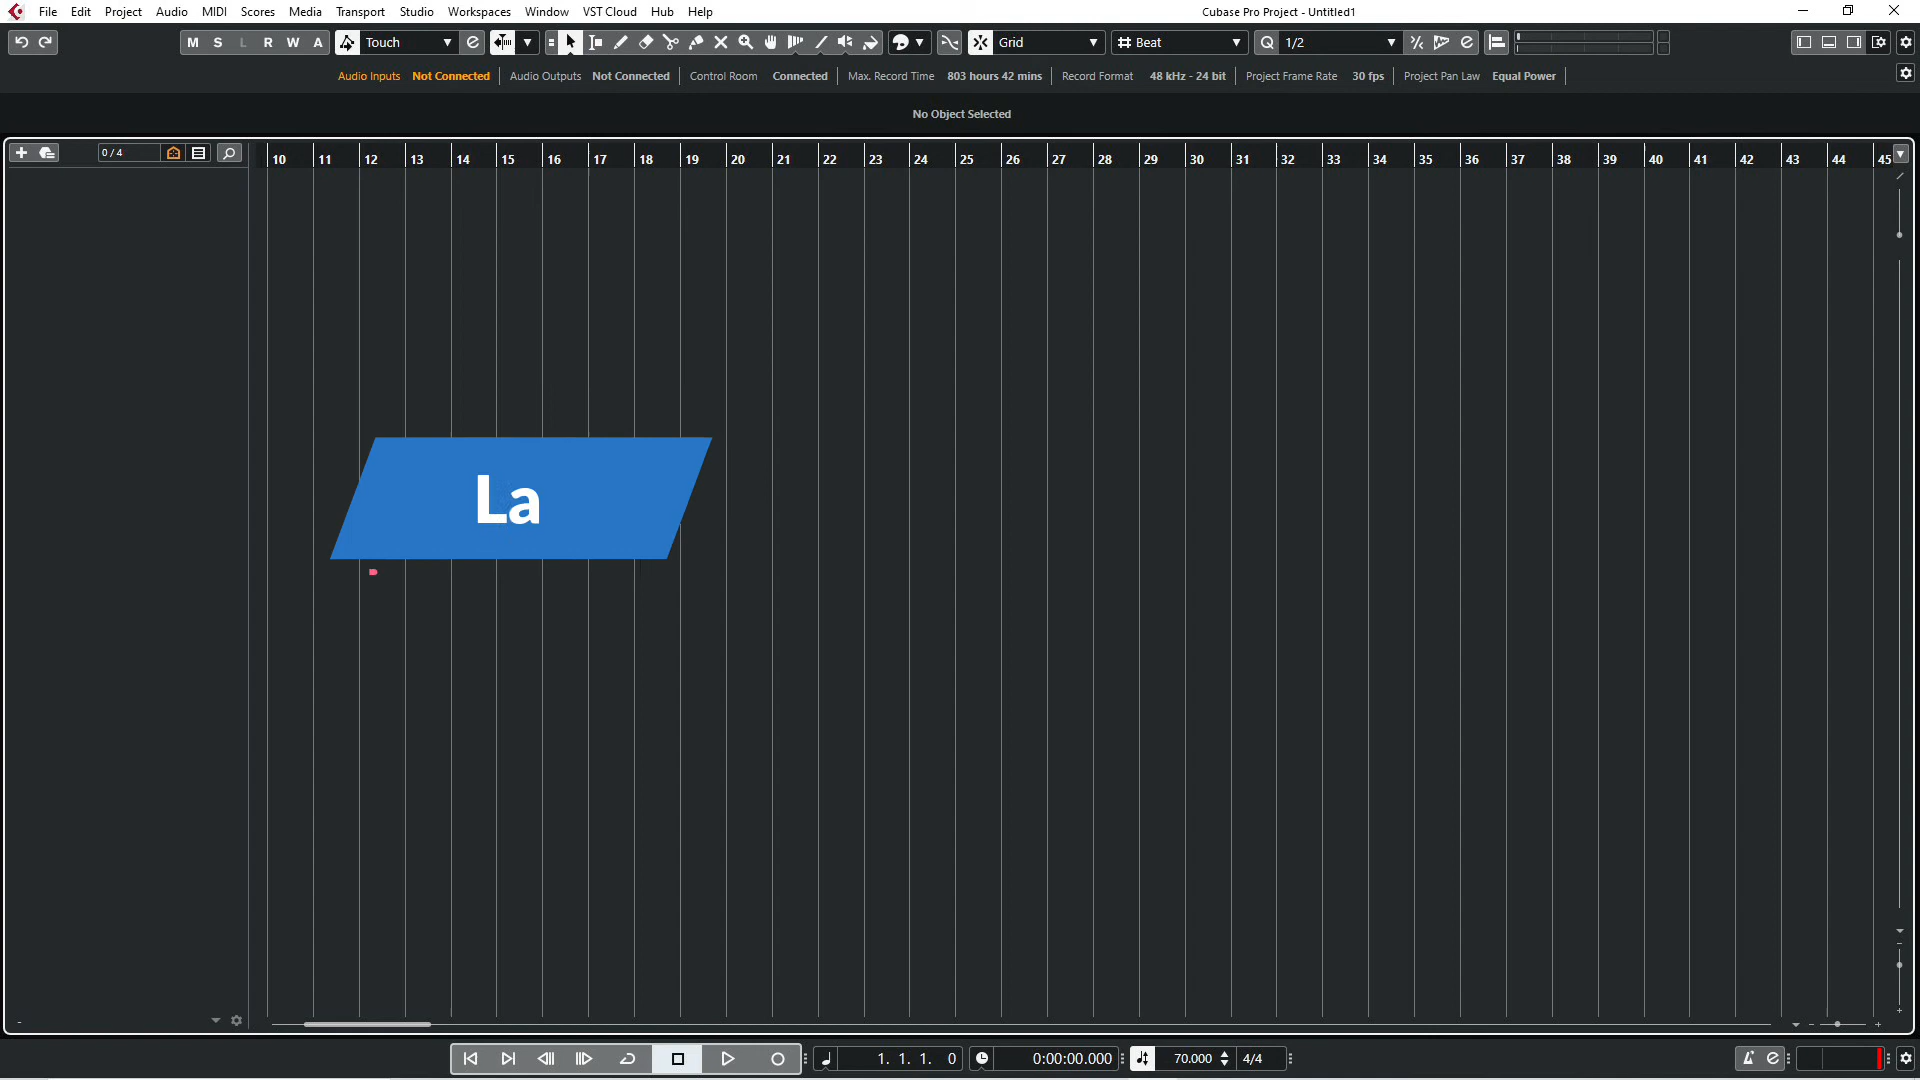 File Edit Project Audio MIDI Scores Media Transport Studio Workspaces Window VST Cloud Hub Help Cubase Pro Project - Untitled1
M S L R W A Touch Grid Beat Q 1/2
Audio Inputs Not Connected Audio Outputs Not Connected Control Room Connected Max. Record Time 803 hours 42 mins Record Format 48 kHz - 24 bit Project Frame Rate 30 fps Project Pan Law Equal Power
No Object Selected
0 / 4 10 11 12 13 14 15 16 17 18 19 20 21 22 23 24 25 26 27 28 29 30 31 32 33 34 35 36 37 38 39 40 41 42 43 44 45
La
1. 1. 1. 0 0:00:00.000 70.000 4/4